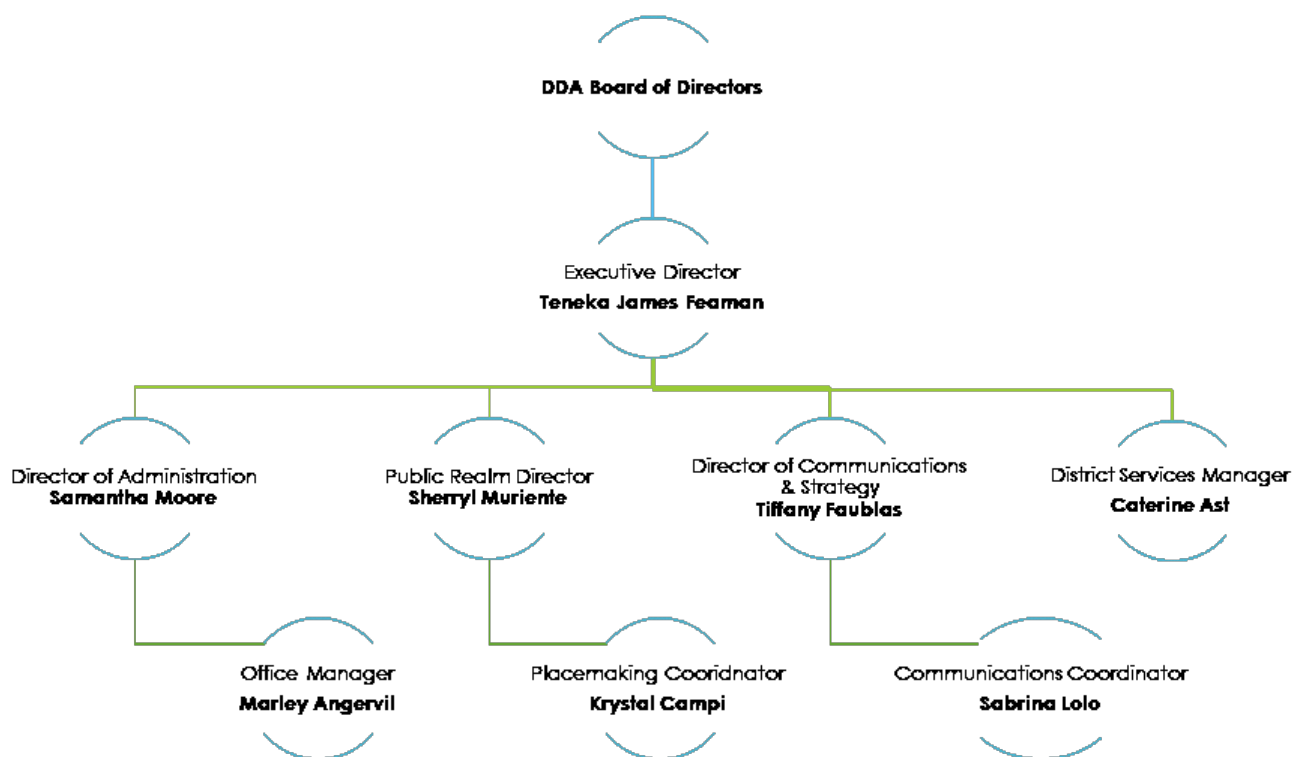 DDA Board of Directors
Executive Director
Teneka James Feaman
Director of Administration
Samantha Moore
Public Realm Director
Sherryl Muriente
Director of Communications
& Strategy
Tiffany Faublas
District Services Manager
Caterine Ast
Office Manager
Marley Angervil
Placemaking Cooridnator
Krystal Campi
Communications Coordinator
Sabrina Lolo